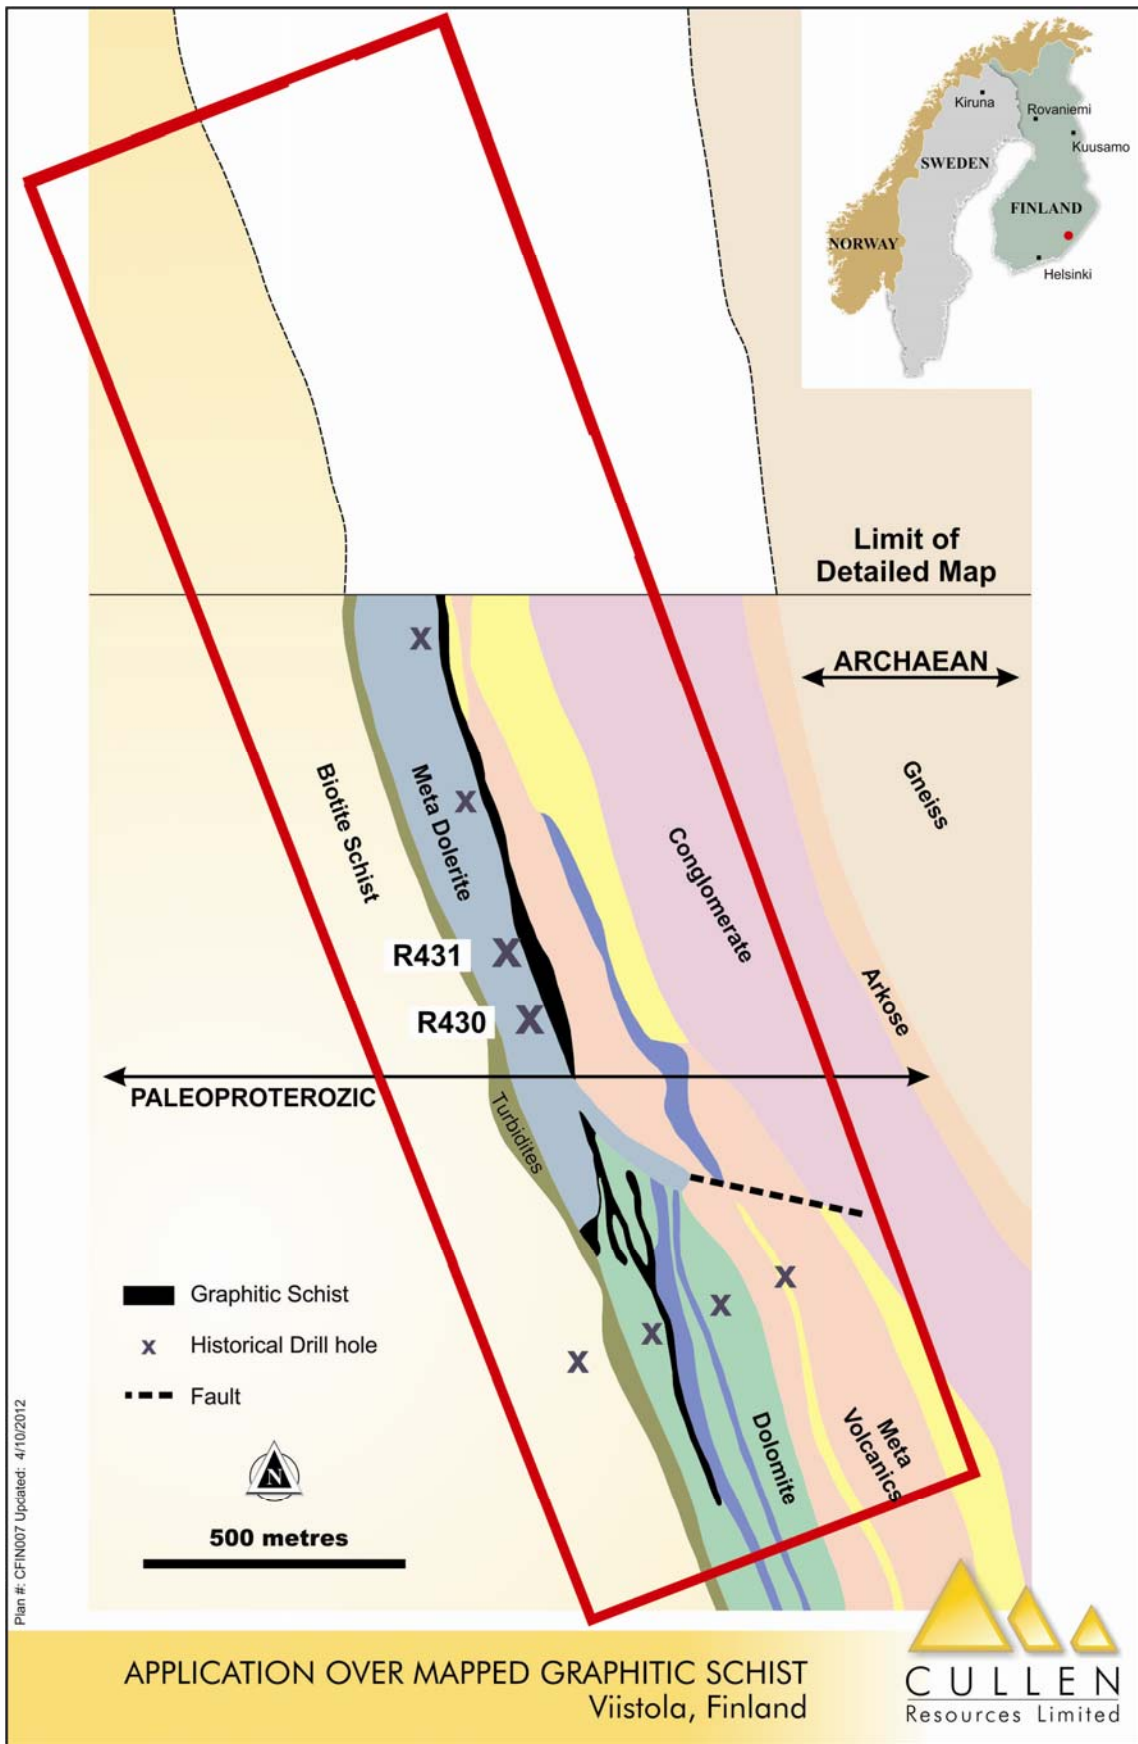 Kiruna
Rovaniemi
Kuusamo
SWEDEN
FINLAND
NORWAY
Helsinki
Limit of
Detailed Map
ARCHAEAN
Gneiss
Biotite Schist
Meta Dolerite
Conglomerate
R431
Arkose
R430
PALEOPROTEROZIC
Turbidites
Graphitic Schist
X Historical Drill hole
Fault
N
500 metres
Dolomite
Meta
Volcanics
Plan #: CFIN007 Updated: 4/10/2012
APPLICATION OVER MAPPED GRAPHITIC SCHIST
Viistola, Finland
CULLEN
Resources Limited